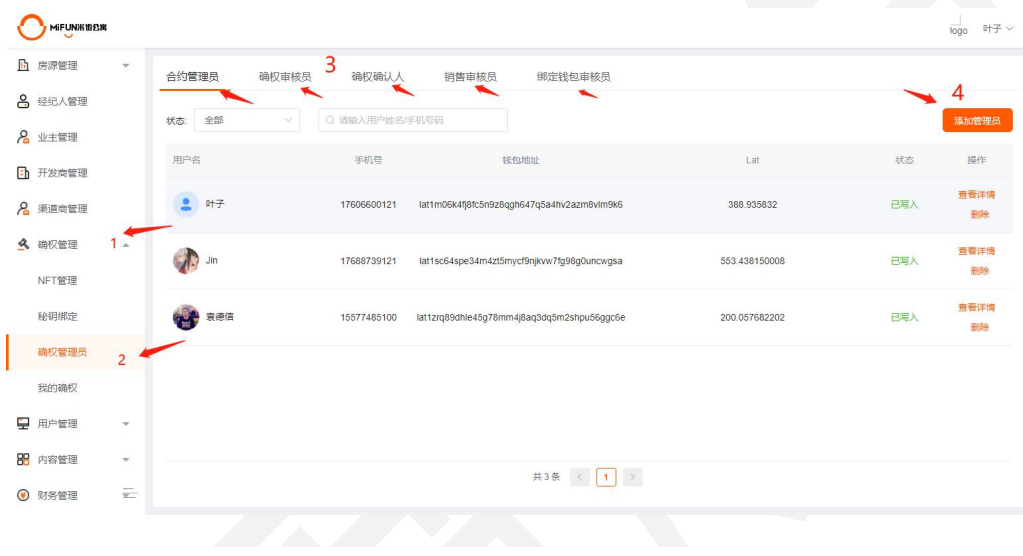 MiFUN米饭公寓
logo 叶子
房源管理
经纪人管理
业主管理
开发商管理
渠道商管理
确权管理 1
NFT管理
秘钥绑定
确权管理员 2
我的确权
用户管理
内容管理
财务管理
合约管理员 确权审核员 3 确权确认人 销售审核员 绑定钱包审核员
4
状态: 全部 请输入用户姓名/手机号码 添加管理员
用户名 手机号 钱包地址 Lat 状态 操作
叶子 17606600121 lat1m06k4fj8fc5n9z8qgh647q5a4hv2azm8vlm9k6 388.935832 已写入 查看详情
删除
Jin 17688739121 lat1sc64spe34m4zt5mycf9njkvw7fg98g0uncwgsa 553.438150008 已写入 查看详情
删除
袁德信 15577485100 lat1zrq89dhle45g78mm4j8aq3dq5m2shpu56ggc6e 200.057682202 已写入 查看详情
删除
共 3 条 1